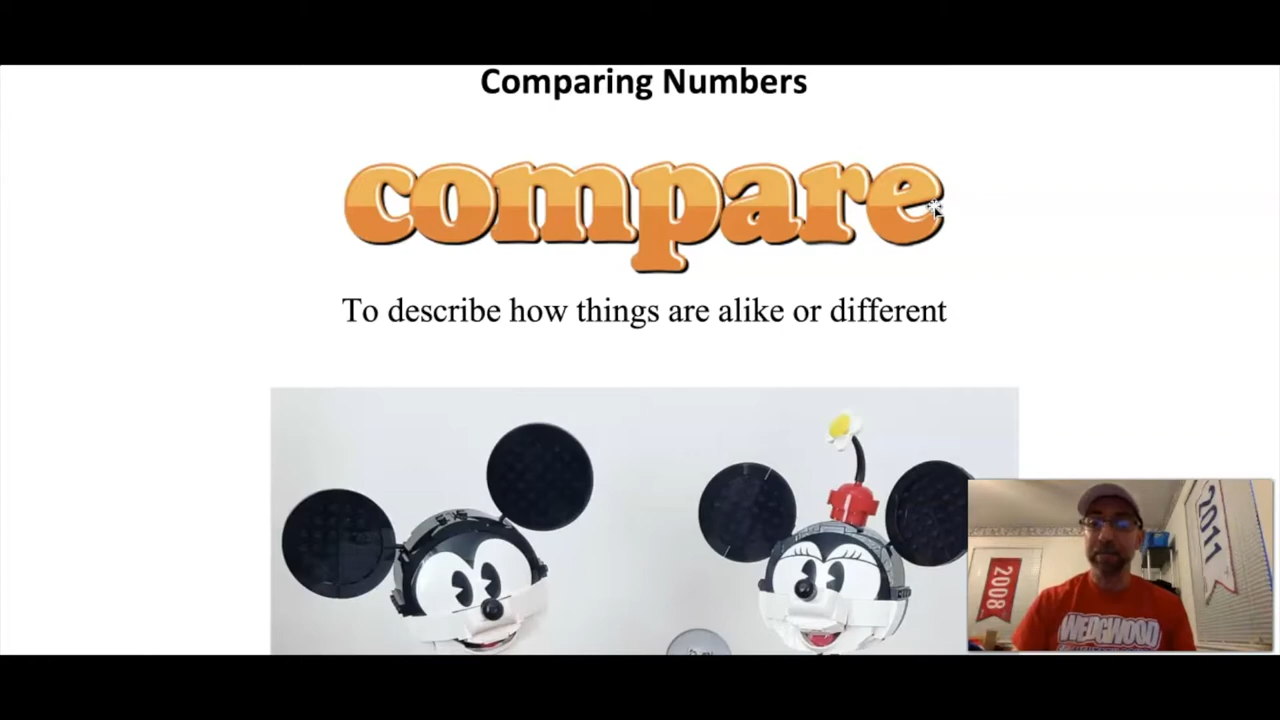 Comparing Numbers
compare
To describe how things are alike or different
2011
2008
WEDGWOOD